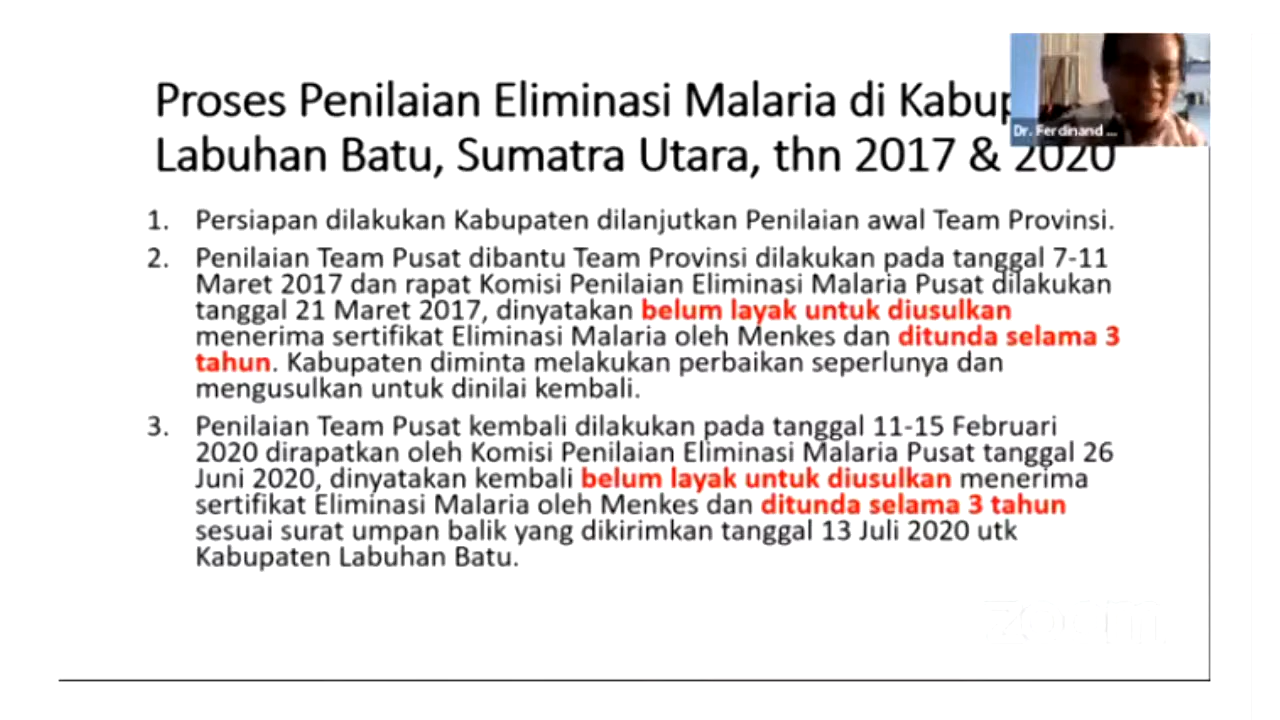 Proses Penilaian Eliminasi Malaria di Kabup
Labuhan Batu, Sumatra Utara, thn 2017 & 2020
Dr. Ferdinand ...
1. Persiapan dilakukan Kabupaten dilanjutkan Penilaian awal Team Provinsi.
2. Penilaian Team Pusat dibantu Team Provinsi dilakukan pada tanggal 7-11
Maret 2017 dan rapat Komisi Penilaian Eliminasi Malaria Pusat dilakukan
tanggal 21 Maret 2017, dinyatakan belum layak untuk diusulkan
menerima sertifikat Eliminasi Malaria oleh Menkes dan ditunda selama 3
tahun. Kabupaten diminta melakukan perbaikan seperlunya dan
mengusulkan untuk dinilai kembali.
3. Penilaian Team Pusat kembali dilakukan pada tanggal 11-15 Februari
2020 dirapatkan oleh Komisi Penilaian Eliminasi Malaria Pusat tanggal 26
Juni 2020, dinyatakan kembali belum layak untuk diusulkan menerima
sertifikat Eliminasi Malaria oleh Menkes dan ditunda selama 3 tahun
sesuai surat umpan balik yang dikirimkan tanggal 13 Juli 2020 utk
Kabupaten Labuhan Batu.
zoom